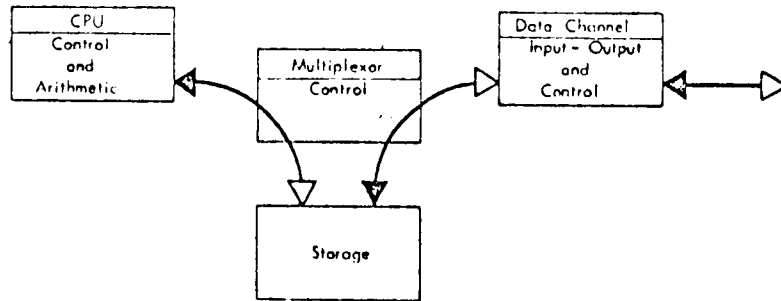 CPU
Control
and
Arithmetic
Multiplexor
Control
Data Channel
Input - Output
and
Control
Storage